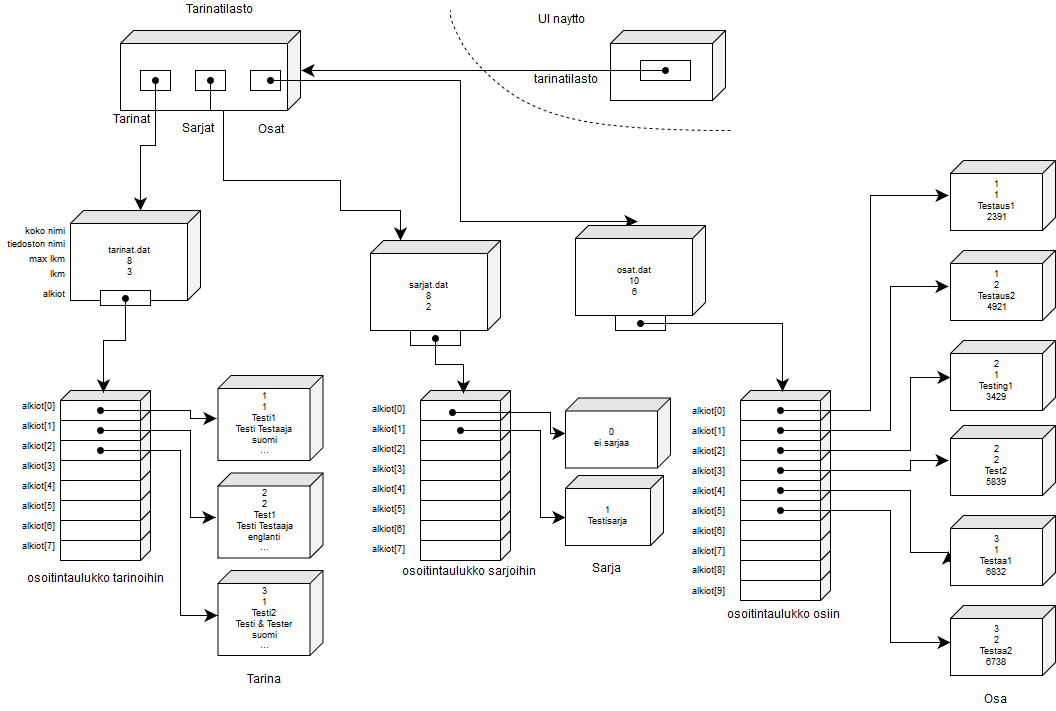 Tarinatilasto
UI naytto
tarinatilasto
Tarinat
Sarjat
Osat
koko nimi
tiedoston nimi
max lkm
lkm
alkiot
tarinat.dat
8
3
sarjat.dat
8
2
osat.dat
10
6
alkiot[0]
alkiot[1]
alkiot[2]
alkiot[3]
alkiot[4]
alkiot[5]
alkiot[6]
alkiot[7]
osoitintaulukko tarinoihin
1
1
Testi1
Testi Testaaja
suomi
...
2
2
Test1
Testi Testaaja
englanti
...
3
1
Testi2
Testi & Tester
suomi
...
Tarina
alkiot[0]
alkiot[1]
alkiot[2]
alkiot[3]
alkiot[4]
alkiot[5]
alkiot[6]
alkiot[7]
osoitintaulukko sarjoihin
0
ei sarjaa
1
Testisarja
Sarja
alkiot[0]
alkiot[1]
alkiot[2]
alkiot[3]
alkiot[4]
alkiot[5]
alkiot[6]
alkiot[7]
alkiot[8]
alkiot[9]
osoitintaulukko osiin
1
1
Testaus1
2391
1
2
Testaus2
4921
2
1
Testing1
3429
2
2
Test2
5839
3
1
Testaa1
6832
3
2
Testaa2
6738
Osa